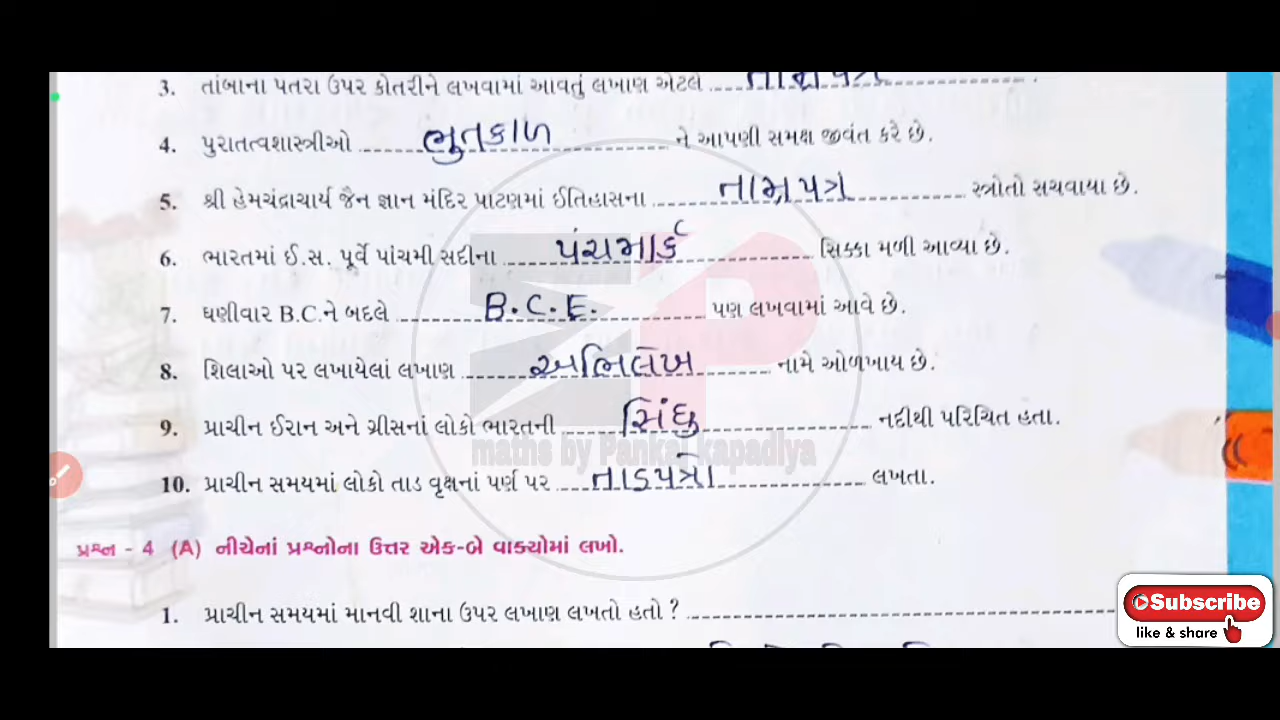 3. તાંબાના પતરા ઉપર કોતરીને લખવામાં આવતું લખાણ એટલે તામ્રપત્ર.
4. પુરાતત્વશાસ્ત્રીઓ ભુતકાળ ને આપણી સમક્ષ જીવંત કરે છે.
5. શ્રી હેમચંદ્રાચાર્ય જૈન જ્ઞાન મંદિર પાટણમાં ઈતિહાસના તામ્રપત્ર સ્ત્રોતો સચવાયા છે.
6. ભારતમાં ઈ.સ. પૂર્વે પાંચમી સદીના પંચમાર્ક સિક્કા મળી આવ્યા છે.
7. ઘણીવાર B.C.ને બદલે B.C.E. પણ લખવામાં આવે છે.
8. શિલાઓ પર લખાયેલાં લખાણ અભિલેખ નામે ઓળખાય છે.
9. પ્રાચીન ઈરાન અને ગ્રીસનાં લોકો ભારતની સિંધુ નદીથી પરિચિત હતા.
maths by Pankaj kapadiya
10. પ્રાચીન સમયમાં લોકો તાડ વૃક્ષનાં પર્ણ પર તાડપત્રો લખતા.
પ્રશ્ન - 4 (A) નીચેનાં પ્રશ્નોના ઉત્તર એક-બે વાક્યોમાં લખો.
1. પ્રાચીન સમયમાં માનવી શાના ઉપર લખાણ લખતો હતો ?
Subscribe
like & share